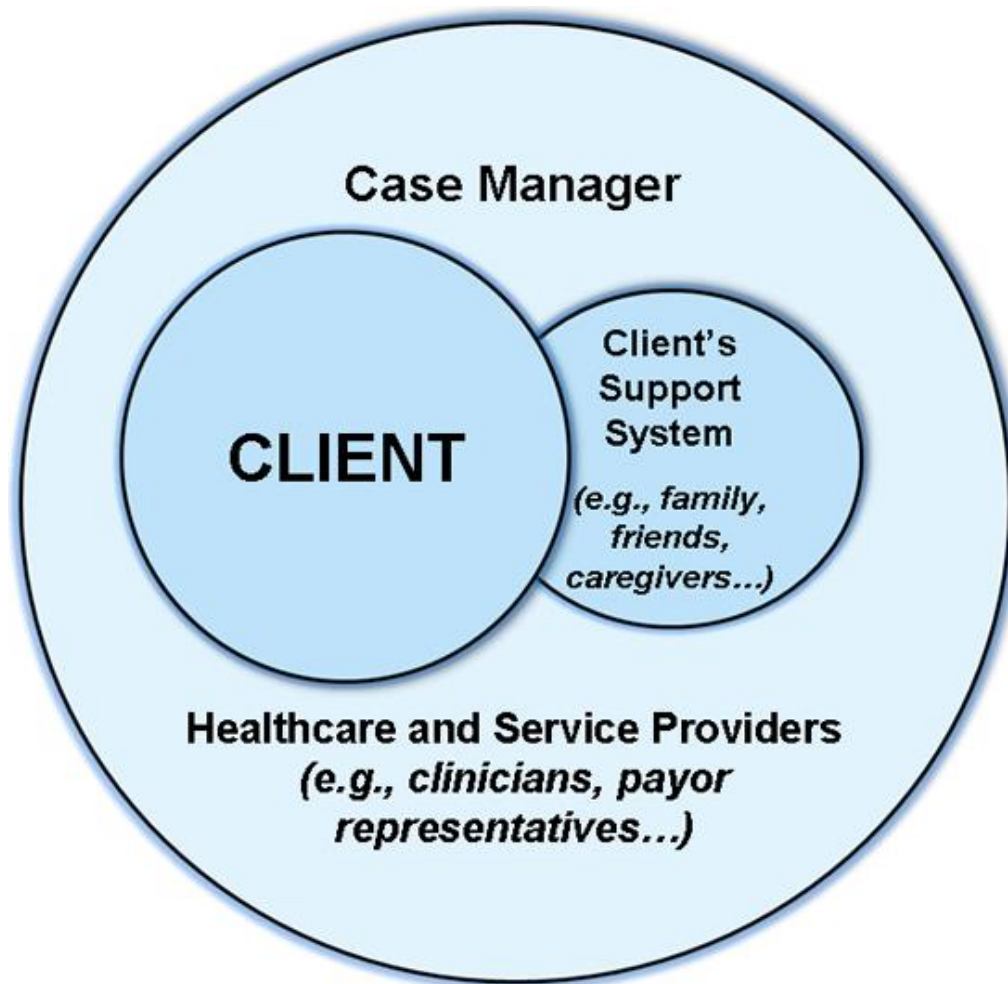 Case Manager
CLIENT
Client’s
Support
System
(e.g., family,
friends,
caregivers…)
Healthcare and Service Providers
(e.g., clinicians, payor
representatives…)